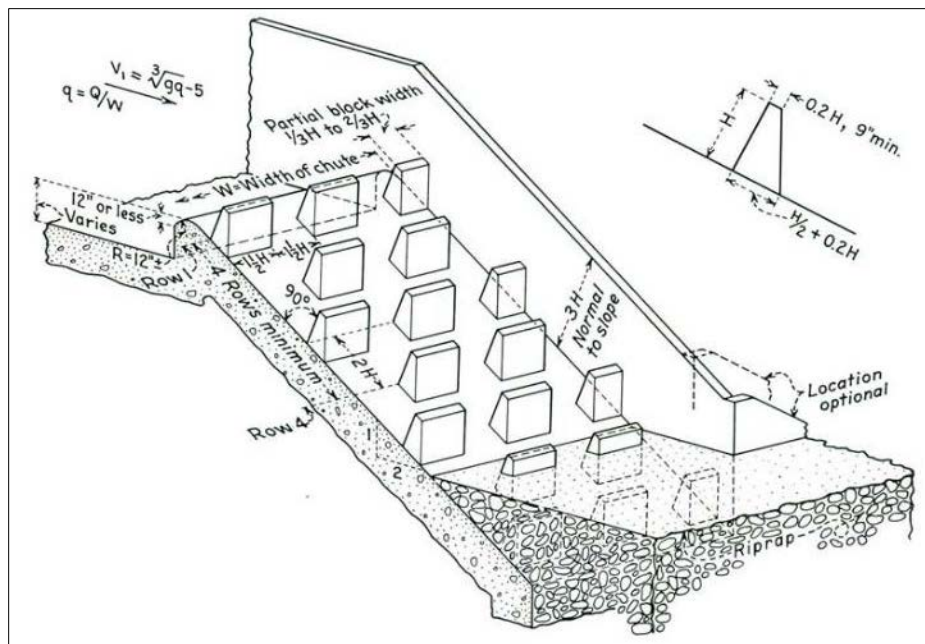 V₁ = ∛gq-5
q = Q/W
Partial block width
⅓H to ⅔H
W=Width of chute
12" or less
Varies
R=12"±
Row 1
1½H
1½H
90°
4 Rows minimum
2H
Row 4
1
2
3H
Normal
to slope
Location
optional
Riprap
H
0.2H, 9" min.
H/2 + 0.2H